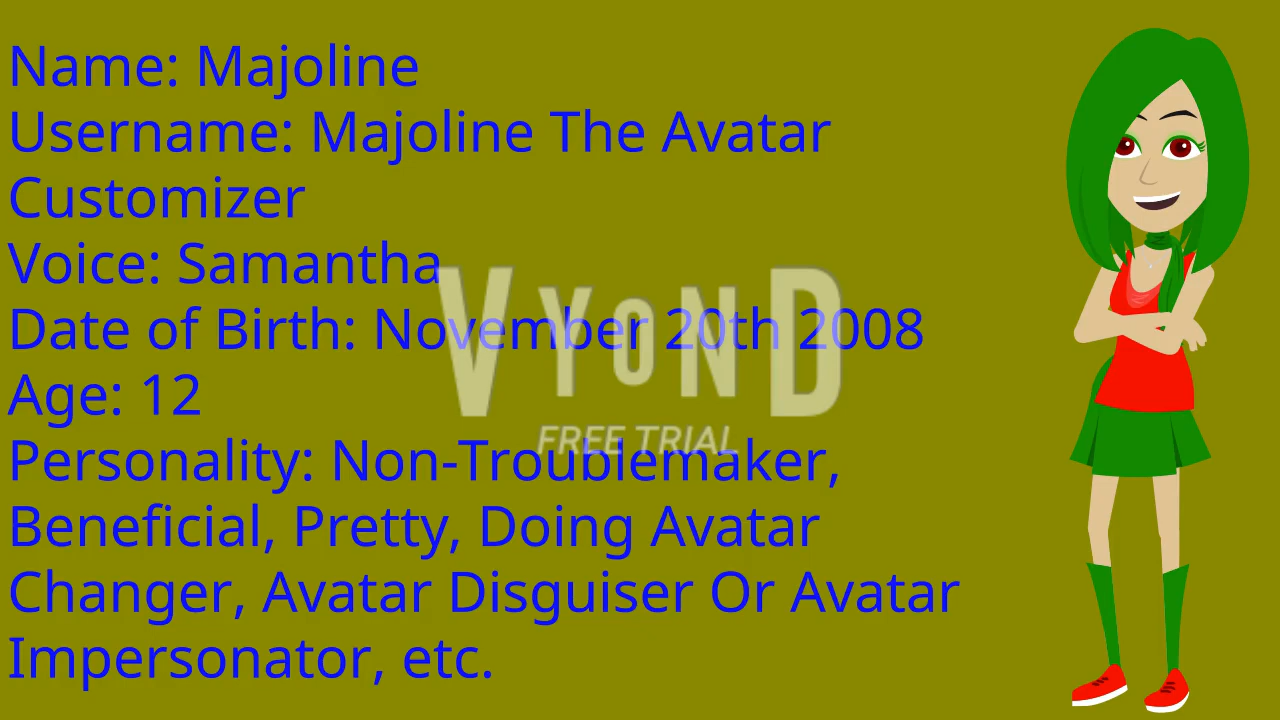 Name: Majoline
Username: Majoline The Avatar
Customizer
Voice: Samantha
Date of Birth: November 20th 2008
Age: 12
Personality: Non-Troublemaker,
Beneficial, Pretty, Doing Avatar
Changer, Avatar Disguiser Or Avatar
Impersonator, etc.
VYOND
FREE TRIAL